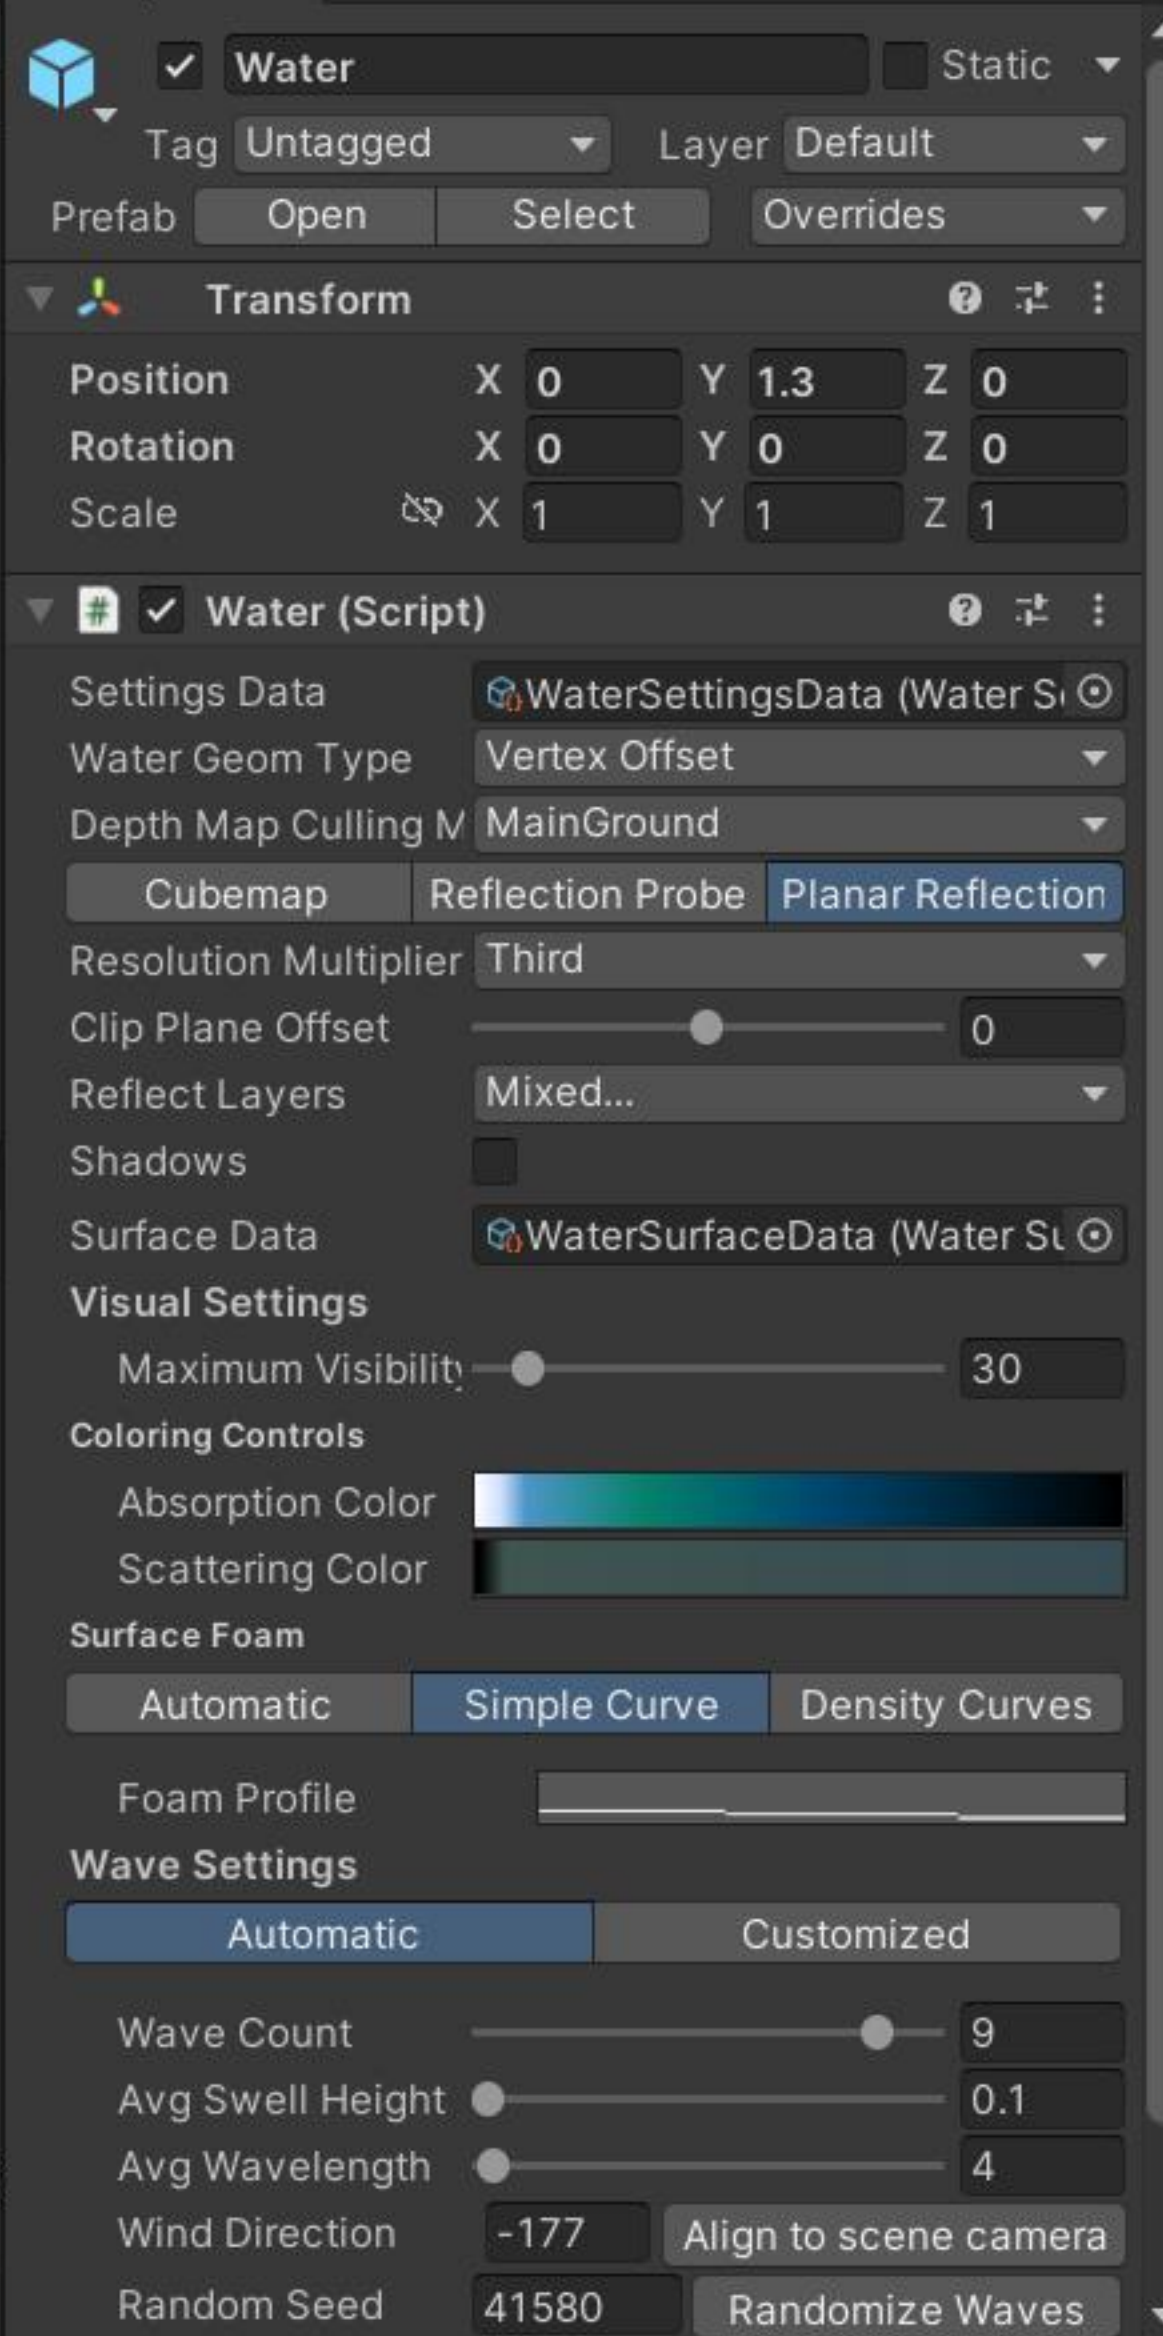 Water Static
Tag Untagged Layer Default
Prefab Open Select Overrides
Transform
Position X 0 Y 1.3 Z 0
Rotation X 0 Y 0 Z 0
Scale X 1 Y 1 Z 1
# Water (Script)
Settings Data WaterSettingsData (Water S
Water Geom Type Vertex Offset
Depth Map Culling M MainGround
Cubemap Reflection Probe Planar Reflection
Resolution Multiplier Third
Clip Plane Offset 0
Reflect Layers Mixed...
Shadows
Surface Data WaterSurfaceData (Water Su
Visual Settings
Maximum Visibility 30
Coloring Controls
Absorption Color
Scattering Color
Surface Foam
Automatic Simple Curve Density Curves
Foam Profile
Wave Settings
Automatic Customized
Wave Count 9
Avg Swell Height 0.1
Avg Wavelength 4
Wind Direction -177 Align to scene camera
Random Seed 41580 Randomize Waves